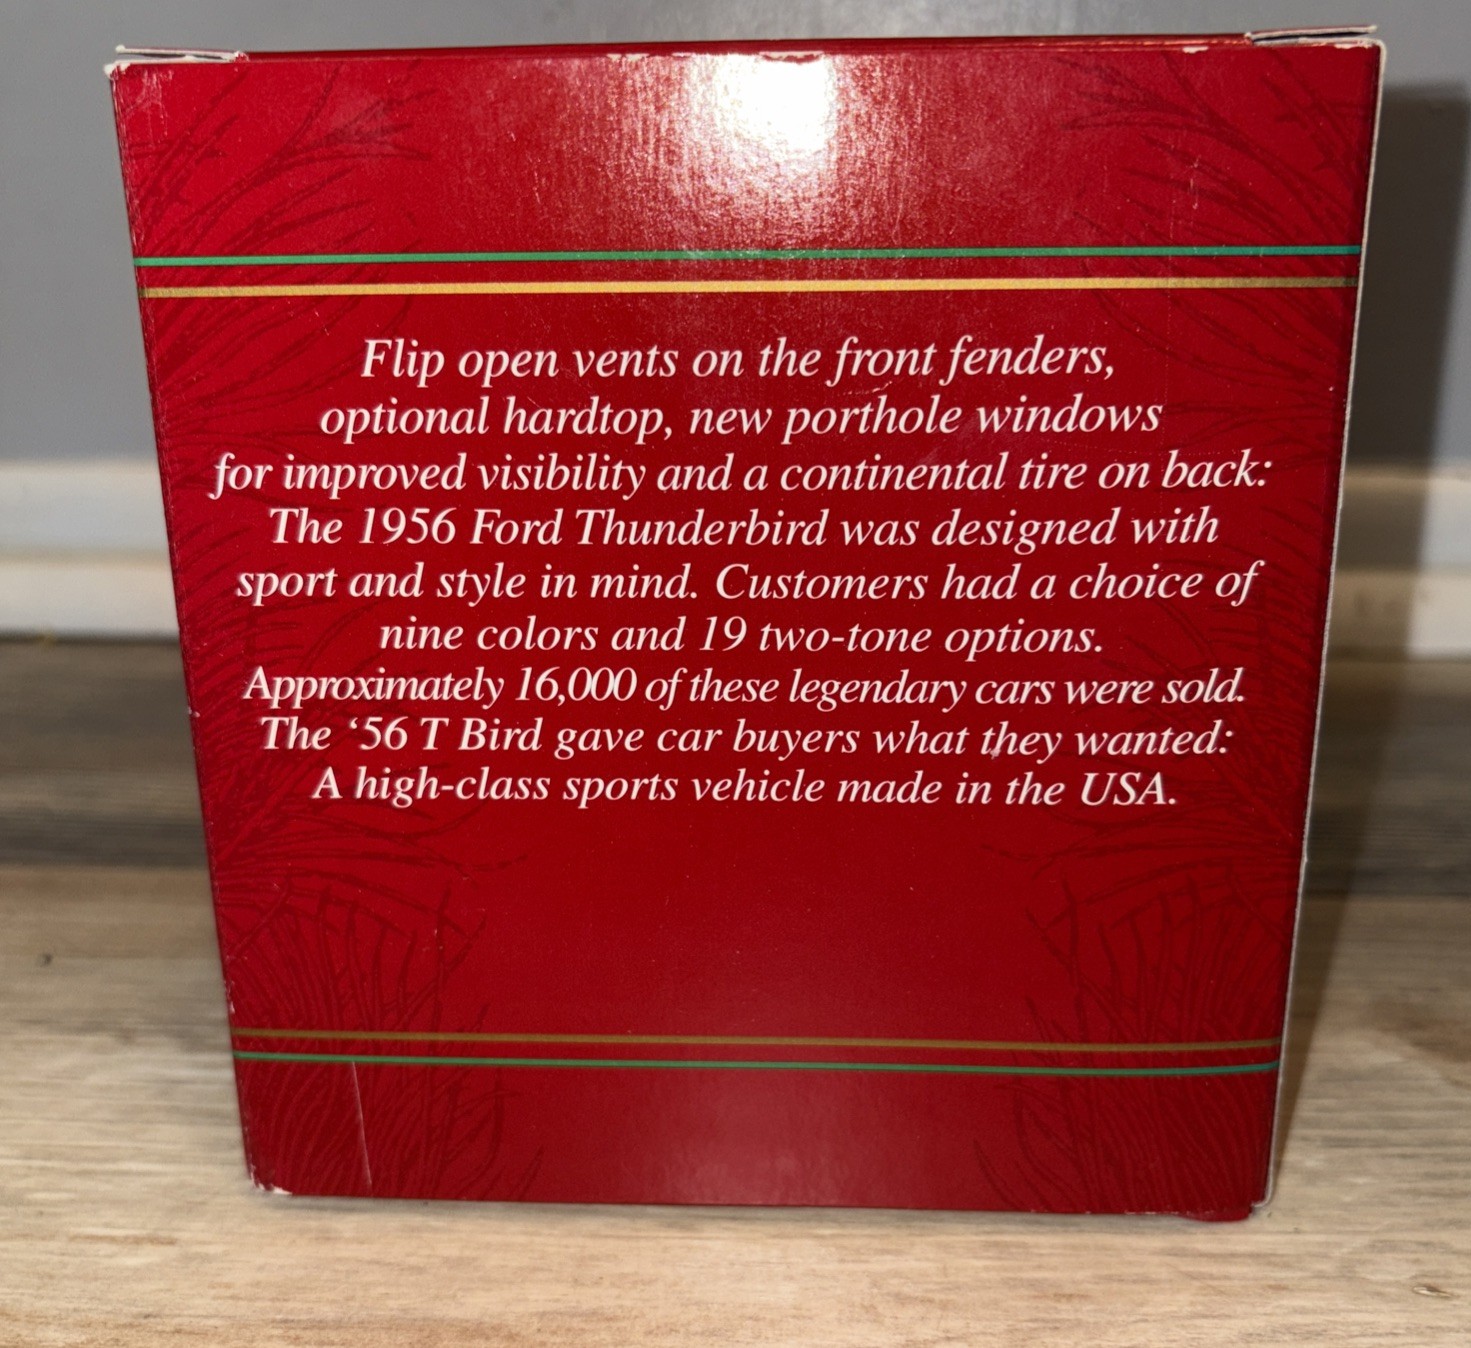 Flip open vents on the front fenders,
optional hardtop, new porthole windows
for improved visibility and a continental tire on back:
The 1956 Ford Thunderbird was designed with
sport and style in mind. Customers had a choice of
nine colors and 19 two-tone options.
Approximately 16,000 of these legendary cars were sold.
The ‘56 T Bird gave car buyers what they wanted:
A high-class sports vehicle made in the USA.